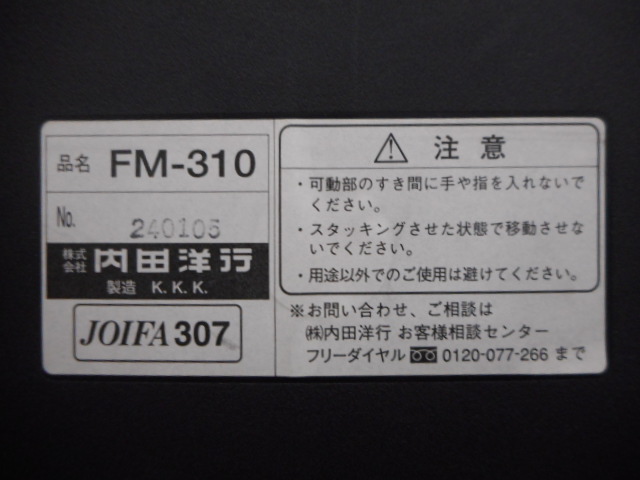 品名 FM-310
No. 240105
株式会社 内田洋行
製造 K.K.K.
JOIFA 307
⚠ 注意
・可動部のすき間に手や指を入れないで
ください。
・スタッキングさせた状態で移動させな
いでください。
・用途以外でのご使用は避けてください。
※お問い合わせ、ご相談は
㈱内田洋行 お客様相談センター
フリーダイヤル 0120-077-266 まで